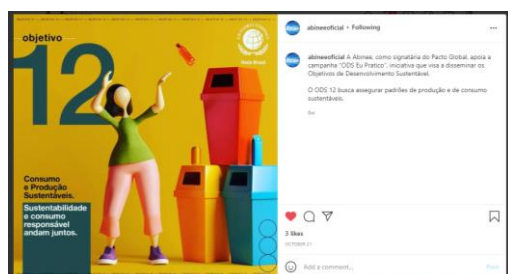 objetivo
12
Rede Brasil
Consumo
e Produção
Sustentáveis.
Sustentabilidade
e consumo
responsável
andam juntos.
abineeoficial • Following
abineeoficial A Abinee, como signatária do Pacto Global, apoia a
campanha "ODS Eu Pratico", iniciativa que visa a disseminar os
Objetivos de Desenvolvimento Sustentável.
O ODS 12 busca assegurar padrões de produção e de consumo
sustentáveis.
3 likes
OCTOBER 21
Add a comment...
Post